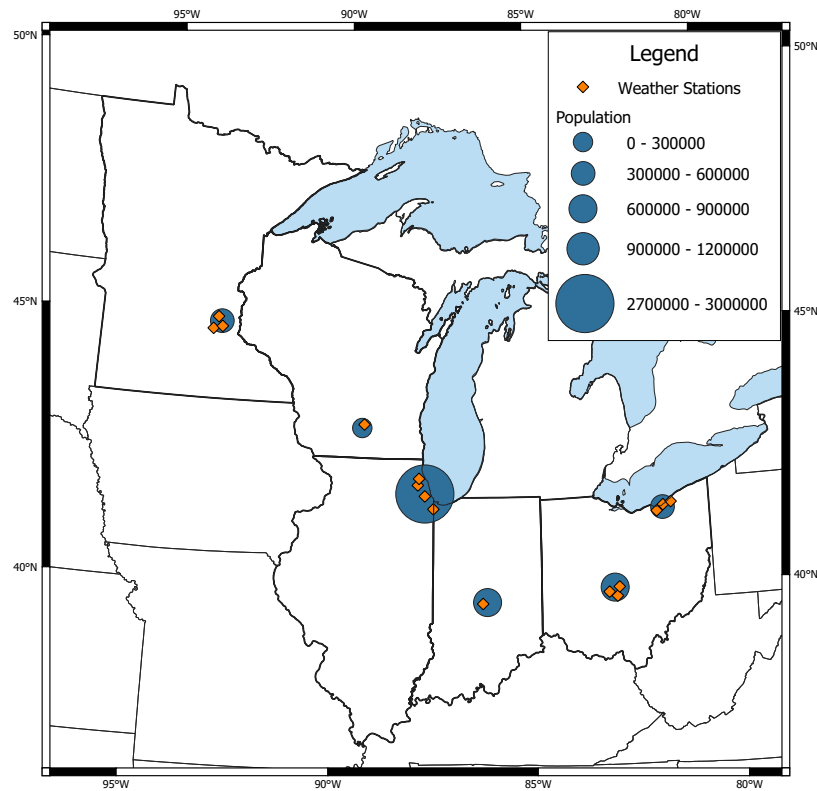 95°W 90°W 85°W 80°W
50°N 50°N
Legend
Weather Stations
Population
0 - 300000
300000 - 600000
600000 - 900000
900000 - 1200000
2700000 - 3000000
45°N 45°N
40°N 40°N
95°W 90°W 85°W 80°W